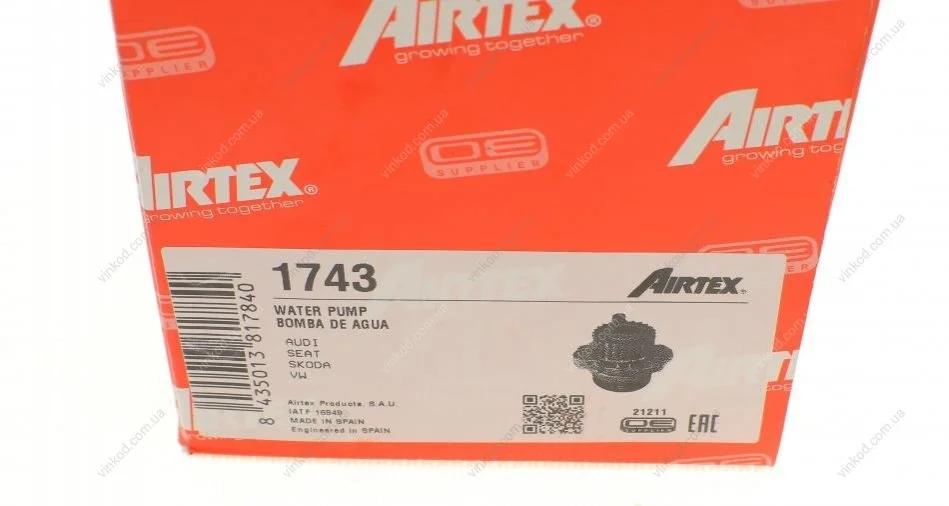 AIRTEX®
growing together
OE
SUPPLIER
AIRTEX
growing together
OE
SUPPLIER
AIRTEX®
growing together
1743
AIRTEX®
WATER PUMP
BOMBA DE AGUA
AUDI
SEAT
SKODA
VW
8 435013 817840
Airtex Products, S.A.U.
IATF 16949
MADE IN SPAIN
Engineered in SPAIN
21211
OE
SUPPLIER
EAC
vinkod.com.ua